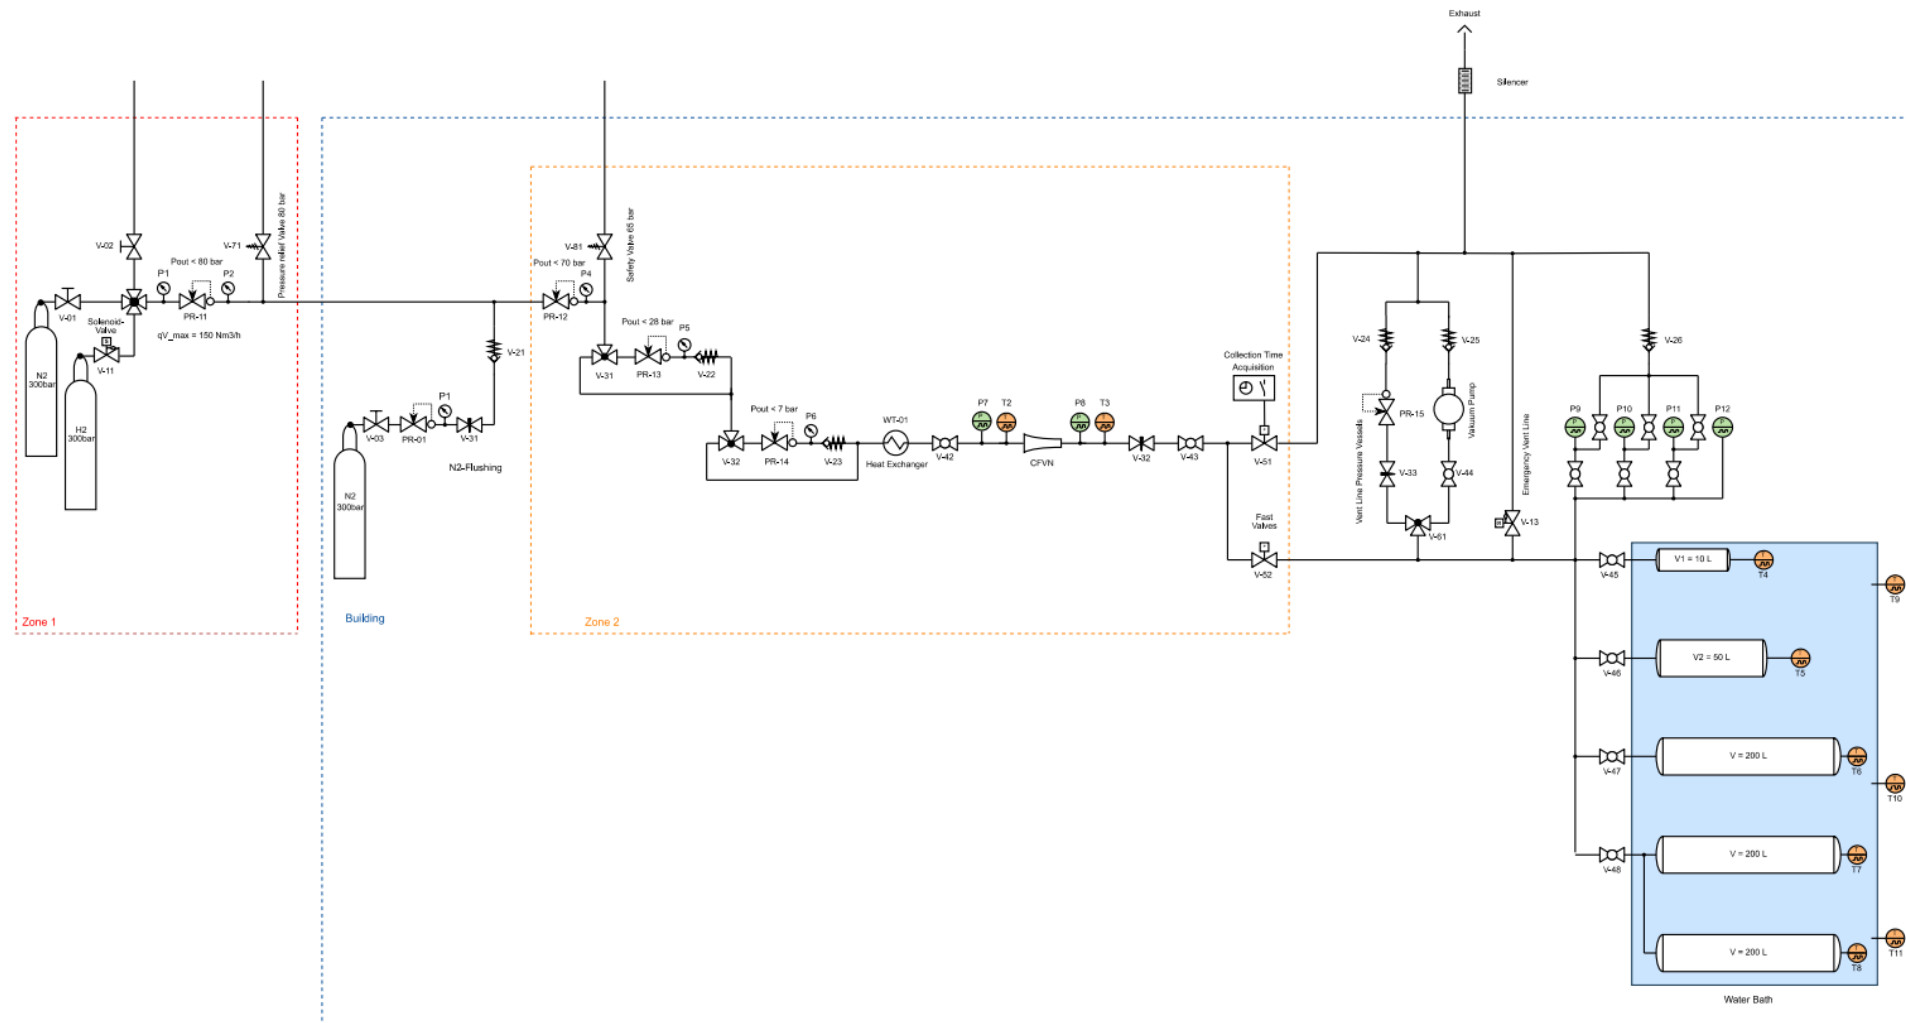 Exhaust
Silencer
V-02
V-71
Pressure relief Valve 80 bar
Pout < 80 bar
P1
P2
V-01
PR-11
Solenoid-
Valve
qV_max = 150 Nm3/h
V-11
N2
300bar
H2
300bar
Zone 1
V-21
P1
V-03
PR-01
V-31
N2-Flushing
N2
300bar
Building
V-81
Safety Valve 65 bar
Pout < 70 bar
P4
PR-12
Pout < 28 bar
P5
V-31
PR-13
V-22
Pout < 7 bar
P6
V-32
PR-14
V-23
WT-01
Heat Exchanger
V-42
P7
T2
CFVN
P8
T3
V-32
V-43
Collection Time
Acquisition
V-51
Fast
Valves
V-52
Zone 2
V-24
V-25
PR-15
Vakuum Pump
Vent Line Pressure Vessels
V-33
V-44
V-61
Emergency Vent Line
V-13
V-26
P9
P10
P11
P12
V-45
V1 = 10 L
T4
T9
V-46
V2 = 50 L
T5
V-47
V = 200 L
T6
T10
V-48
V = 200 L
T7
V = 200 L
T8
T11
Water Bath